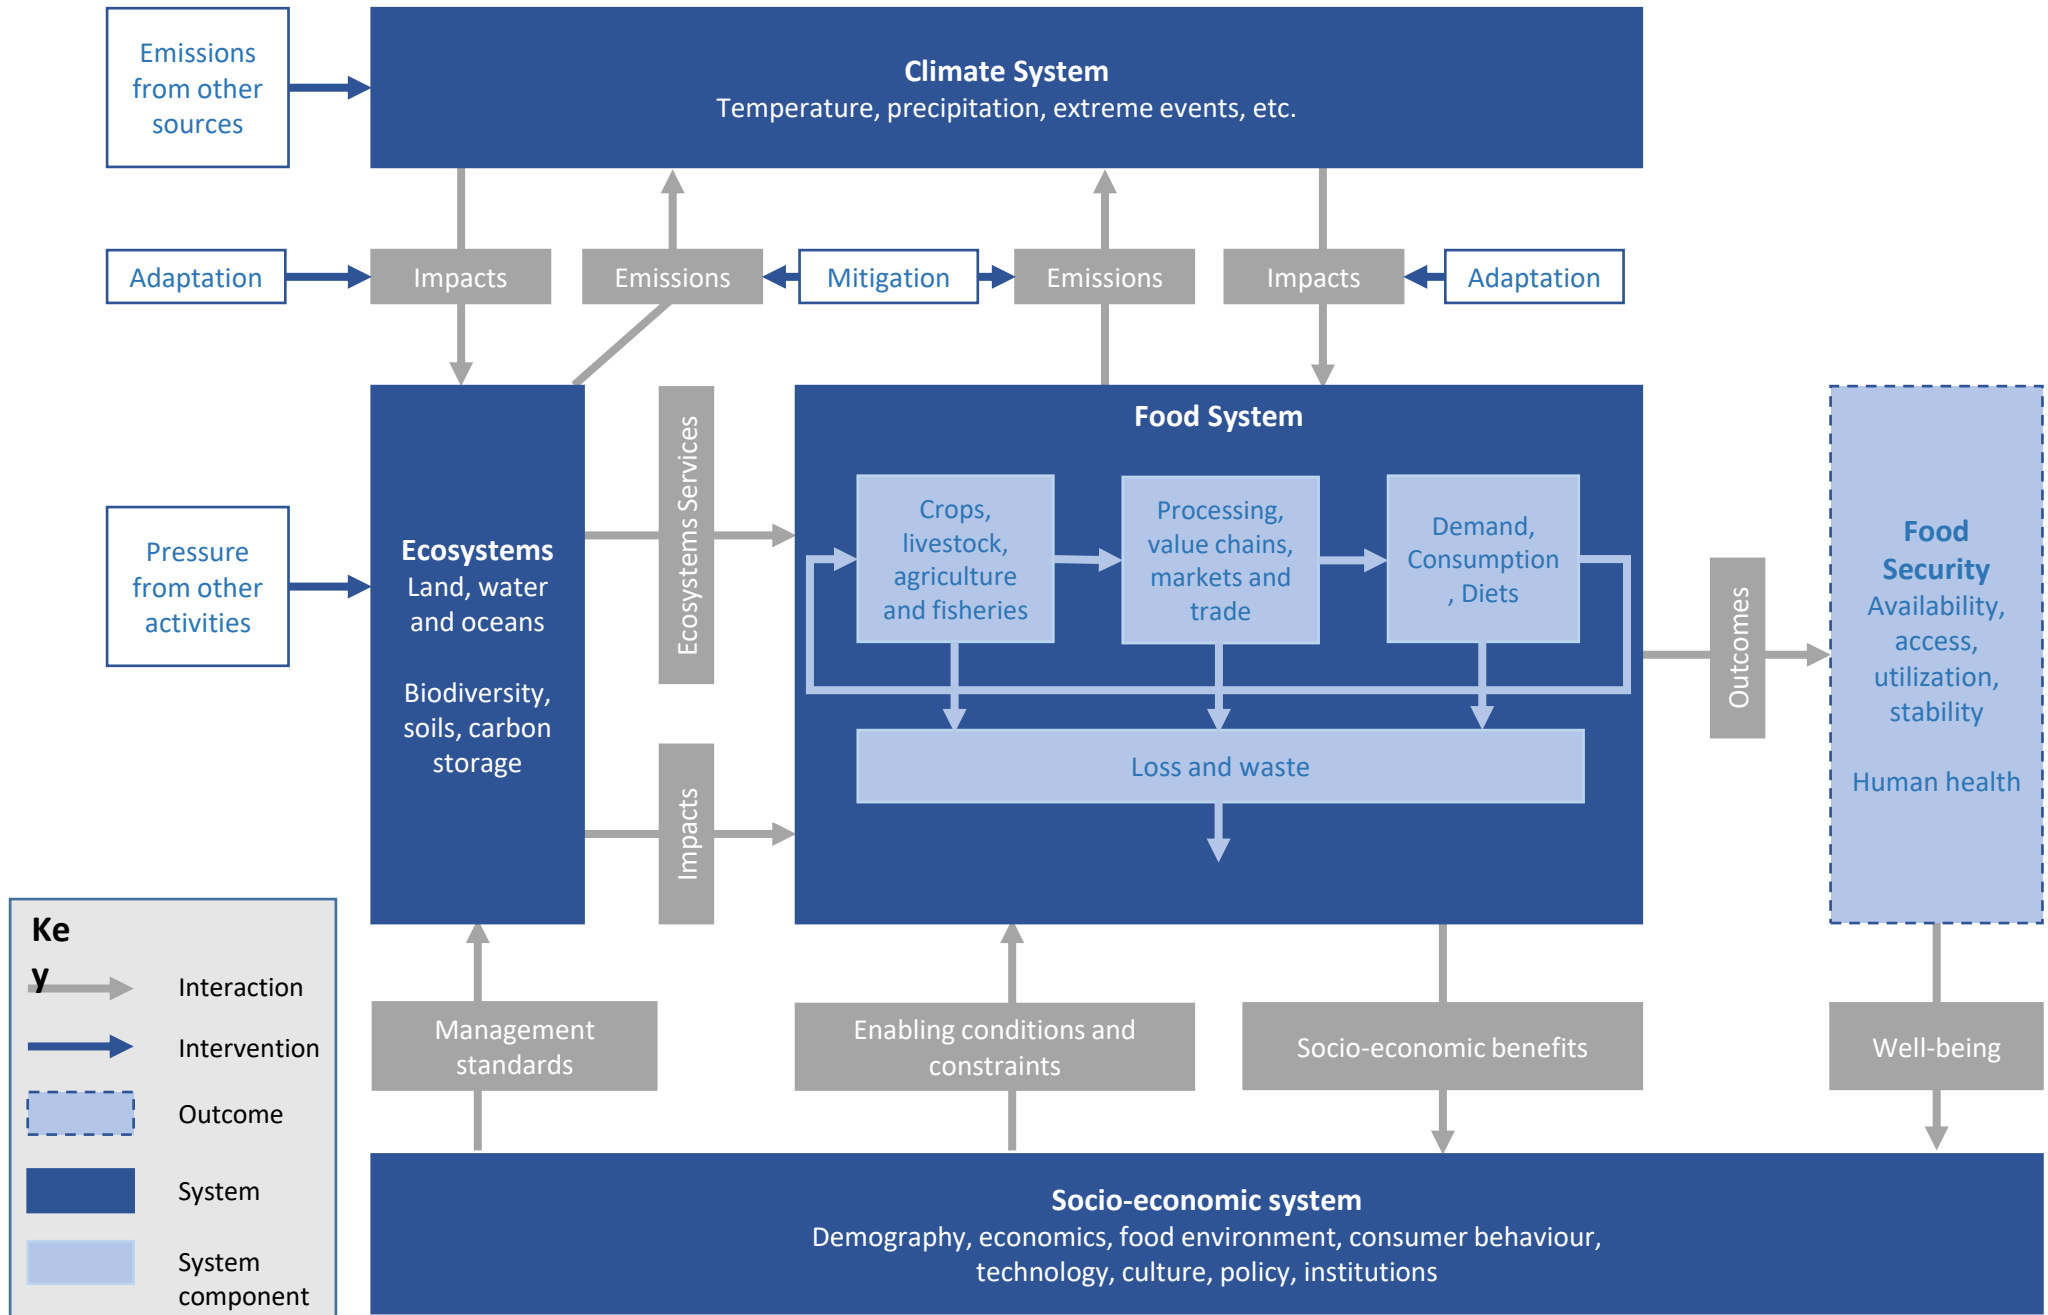 Emissions
from other
sources
Climate System
Temperature, precipitation, extreme events, etc.
Adaptation
Impacts
Emissions
Mitigation
Emissions
Impacts
Adaptation
Pressure
from other
activities
Ecosystems
Land, water
and oceans
Biodiversity,
soils, carbon
storage
Ecosystems Services
Impacts
Food System
Crops,
livestock,
agriculture
and fisheries
Processing,
value chains,
markets and
trade
Demand,
Consumption
, Diets
Loss and waste
Outcomes
Food
Security
Availability,
access,
utilization,
stability
Human health
Ke
y
Interaction
Intervention
Outcome
System
System
component
Management
standards
Enabling conditions and
constraints
Socio-economic benefits
Well-being
Socio-economic system
Demography, economics, food environment, consumer behaviour,
technology, culture, policy, institutions